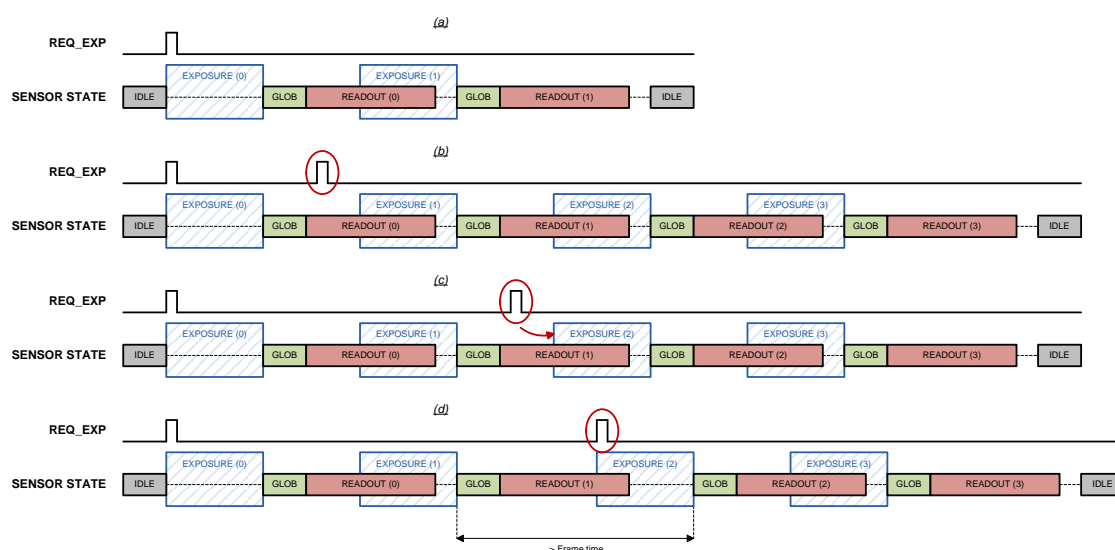 (a)
REQ_EXP
EXPOSURE (0) EXPOSURE (1)
SENSOR STATE IDLE GLOB READOUT (0) GLOB READOUT (1) IDLE
(b)
REQ_EXP
EXPOSURE (0) EXPOSURE (1) EXPOSURE (2) EXPOSURE (3)
SENSOR STATE IDLE GLOB READOUT (0) GLOB READOUT (1) GLOB READOUT (2) GLOB READOUT (3) IDLE
(c)
REQ_EXP
EXPOSURE (0) EXPOSURE (1) EXPOSURE (2) EXPOSURE (3)
SENSOR STATE IDLE GLOB READOUT (0) GLOB READOUT (1) GLOB READOUT (2) GLOB READOUT (3) IDLE
(d)
REQ_EXP
EXPOSURE (0) EXPOSURE (1) EXPOSURE (2) EXPOSURE (3)
SENSOR STATE IDLE GLOB READOUT (0) GLOB READOUT (1) GLOB READOUT (2) GLOB READOUT (3) IDLE
> Frame time